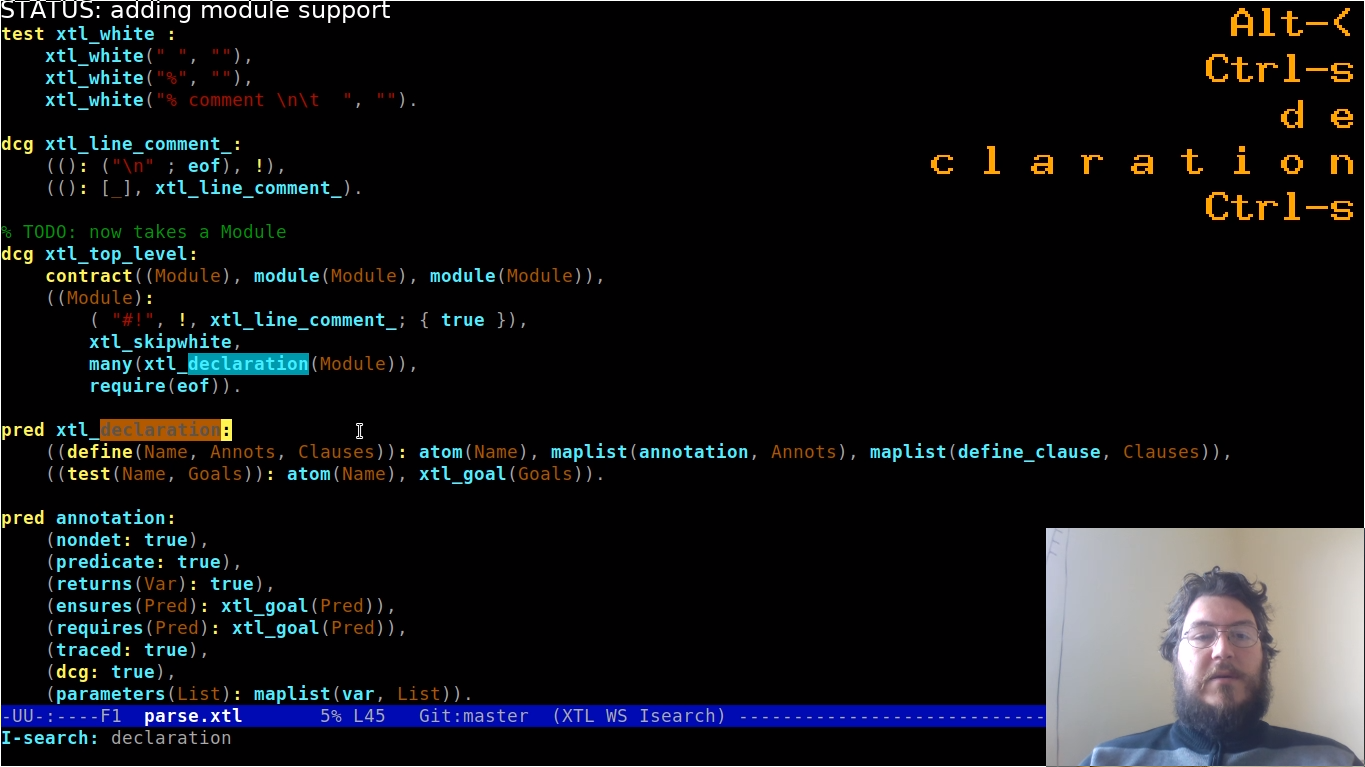 STATUS: adding module support
Alt-<
Ctrl-s
d e
c l a r a t i o n
Ctrl-s
test xtl_white :
    xtl_white(" ", ""),
    xtl_white("%", ""),
    xtl_white("% comment \n\t  ", "").
dcg xtl_line_comment_:
    ((): ("\n" ; eof), !),
    ((): [_], xtl_line_comment_).
% TODO: now takes a Module
dcg xtl_top_level:
    contract((Module), module(Module), module(Module)),
    ((Module):
        ( "#!", !, xtl_line_comment_; { true }),
        xtl_skipwhite,
        many(xtl_declaration(Module)),
        require(eof)).
pred xtl_declaration:
    ((define(Name, Annots, Clauses)): atom(Name), maplist(annotation, Annots), maplist(define_clause, Clauses)),
    ((test(Name, Goals)): atom(Name), xtl_goal(Goals)).
pred annotation:
    (nondet: true),
    (predicate: true),
    (returns(Var): true),
    (ensures(Pred): xtl_goal(Pred)),
    (requires(Pred): xtl_goal(Pred)),
    (traced: true),
    (dcg: true),
    (parameters(List): maplist(var, List)).
-UU-:----F1  parse.xtl       5% L45   Git:master  (XTL WS Isearch) ----------------------------
I-search: declaration